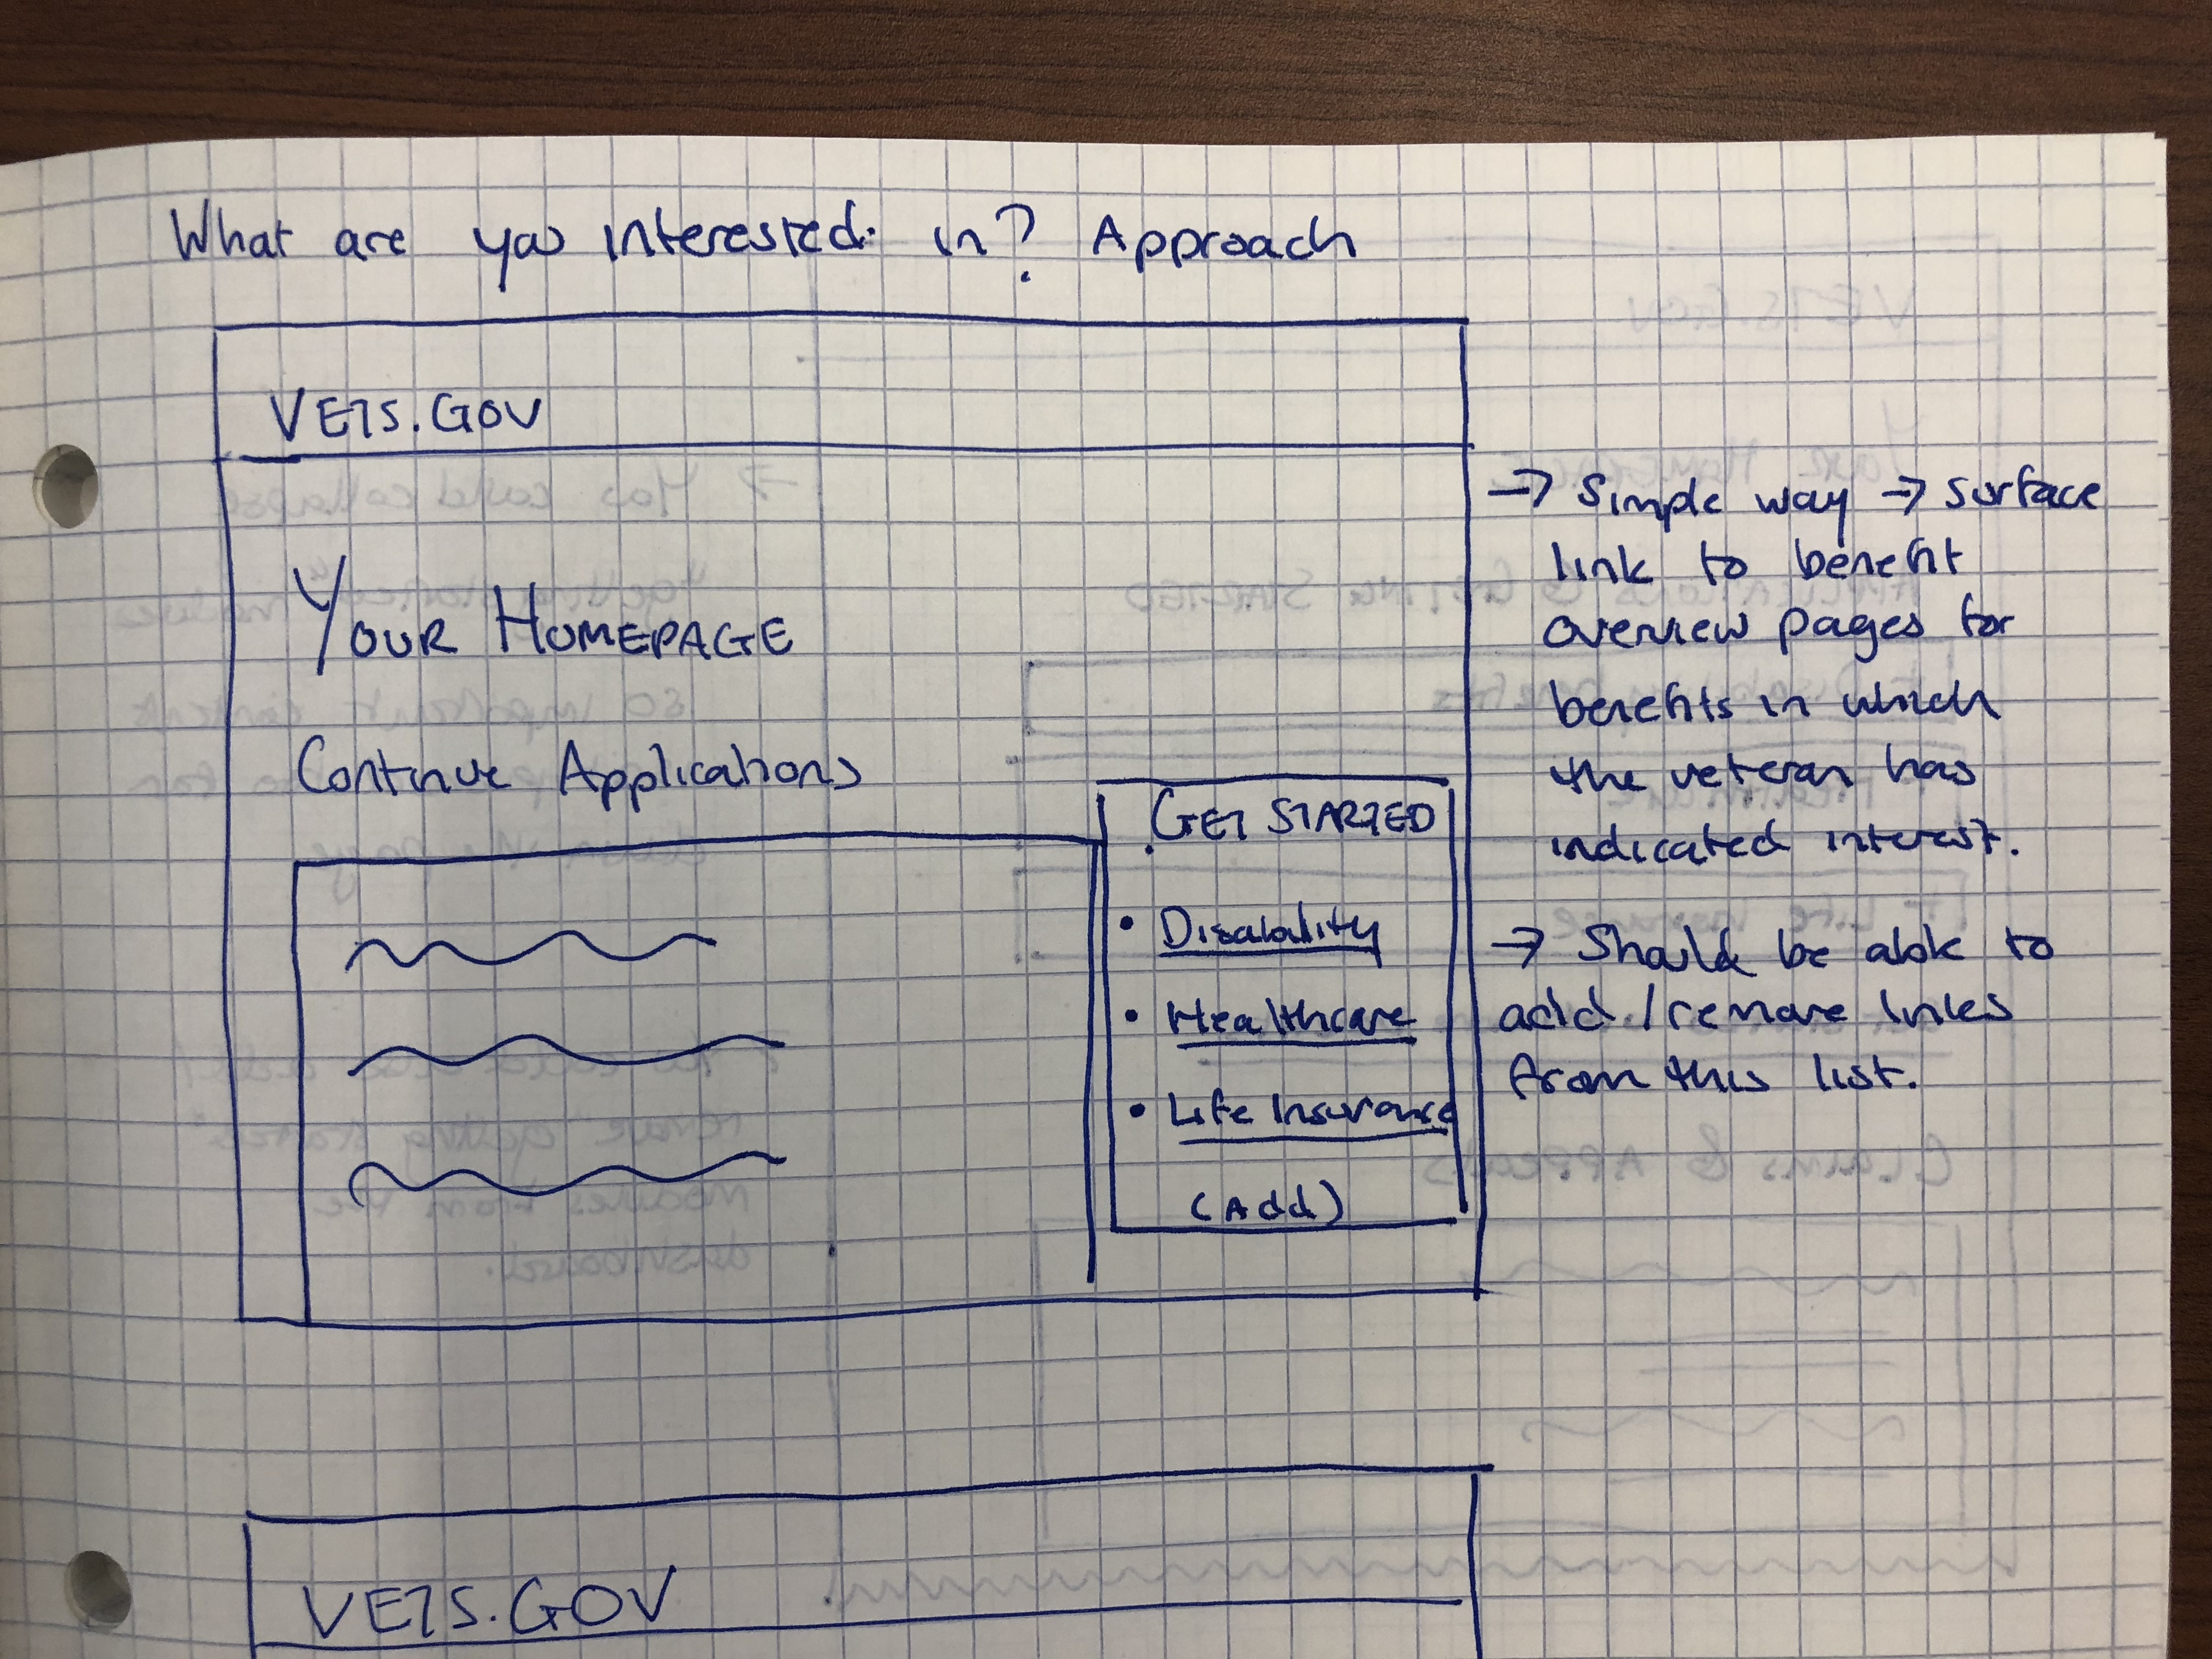 What are you interested in? Approach
VETS.GOV
YOUR HOMEPAGE
Continue Applications
GET STARTED
• Disability
• Healthcare
• Life Insurance
(Add)
→ Simple way → surface
link to benefit
overview pages for
benefits in which
the veteran has
indicated interest.
→ Should be able to
add/remove links
from this list.
VETS.GOV